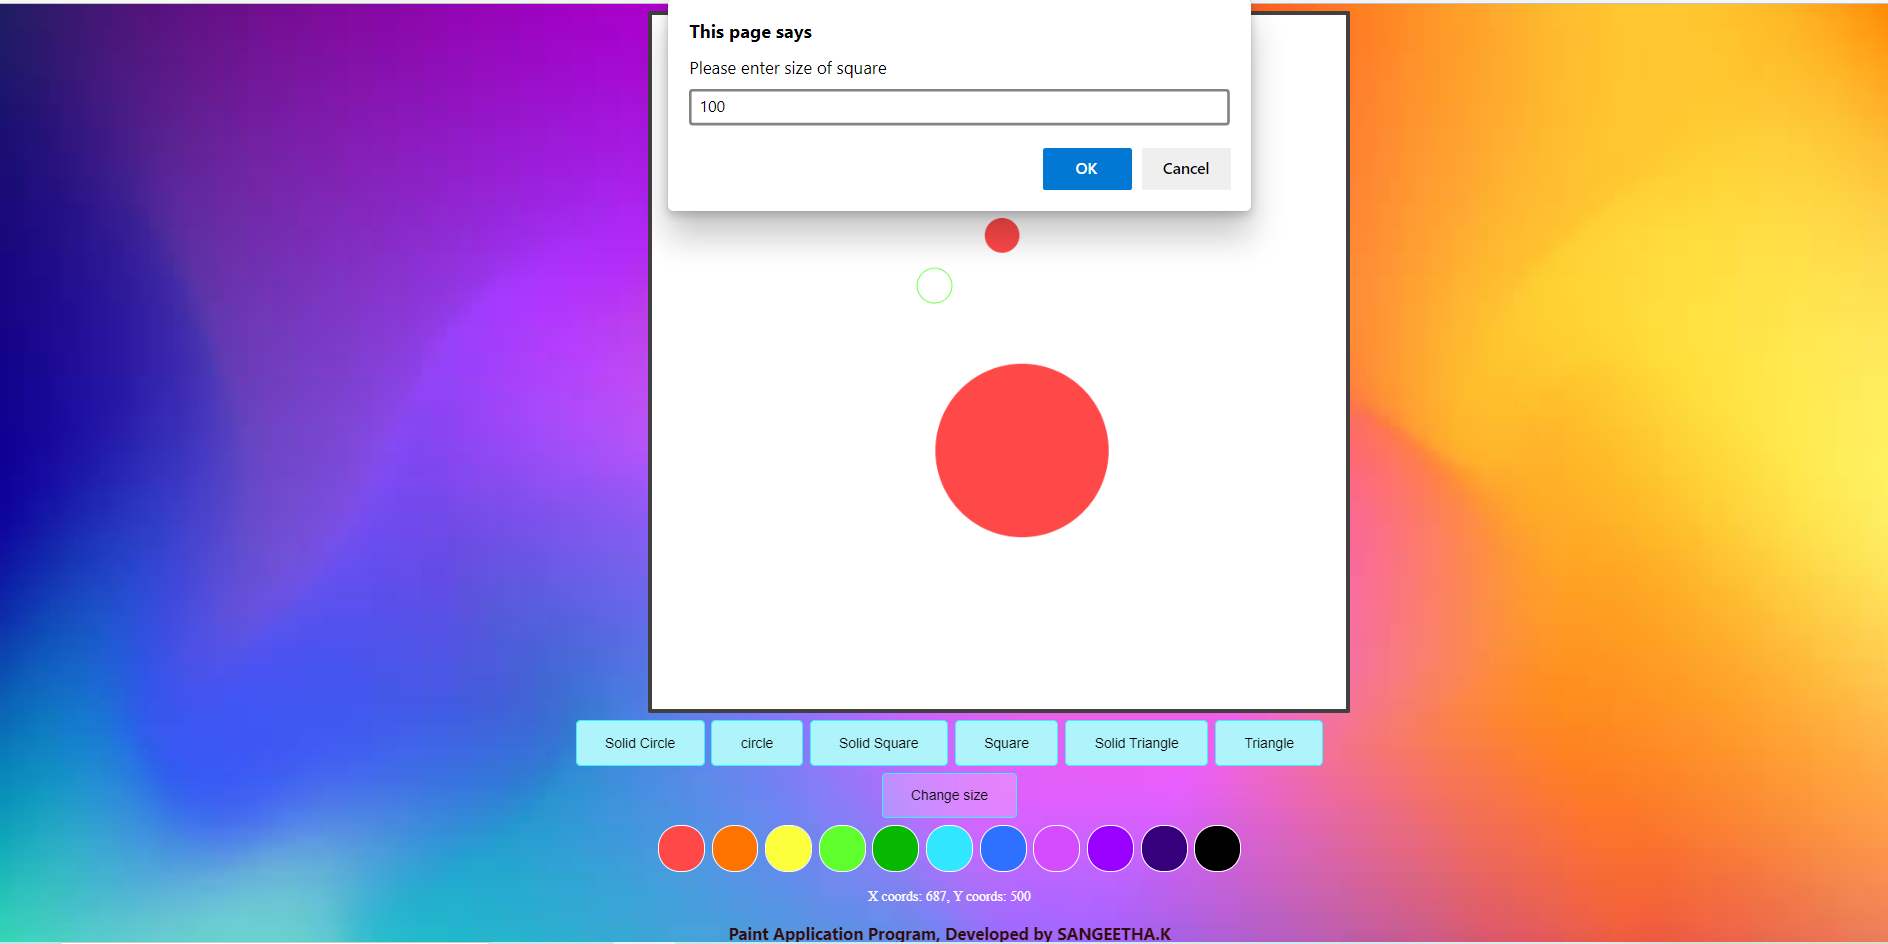 This page says
Please enter size of square
100
OK Cancel
Solid Circle circle Solid Square Square Solid Triangle Triangle
Change size
X coords: 687, Y coords: 500
Paint Application Program, Developed by SANGEETHA.K